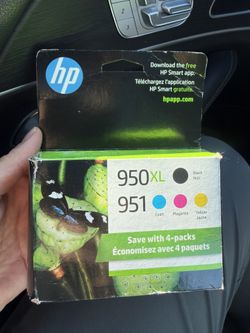 hp
Download the free
HP Smart app:
Téléchargez l'application
HP Smart gratuite:
hpapp.com
950XL
Black
Noir
951
Cyan
Magenta
Yellow
Jaune
Save with 4-packs
Économisez avec 4 paquets